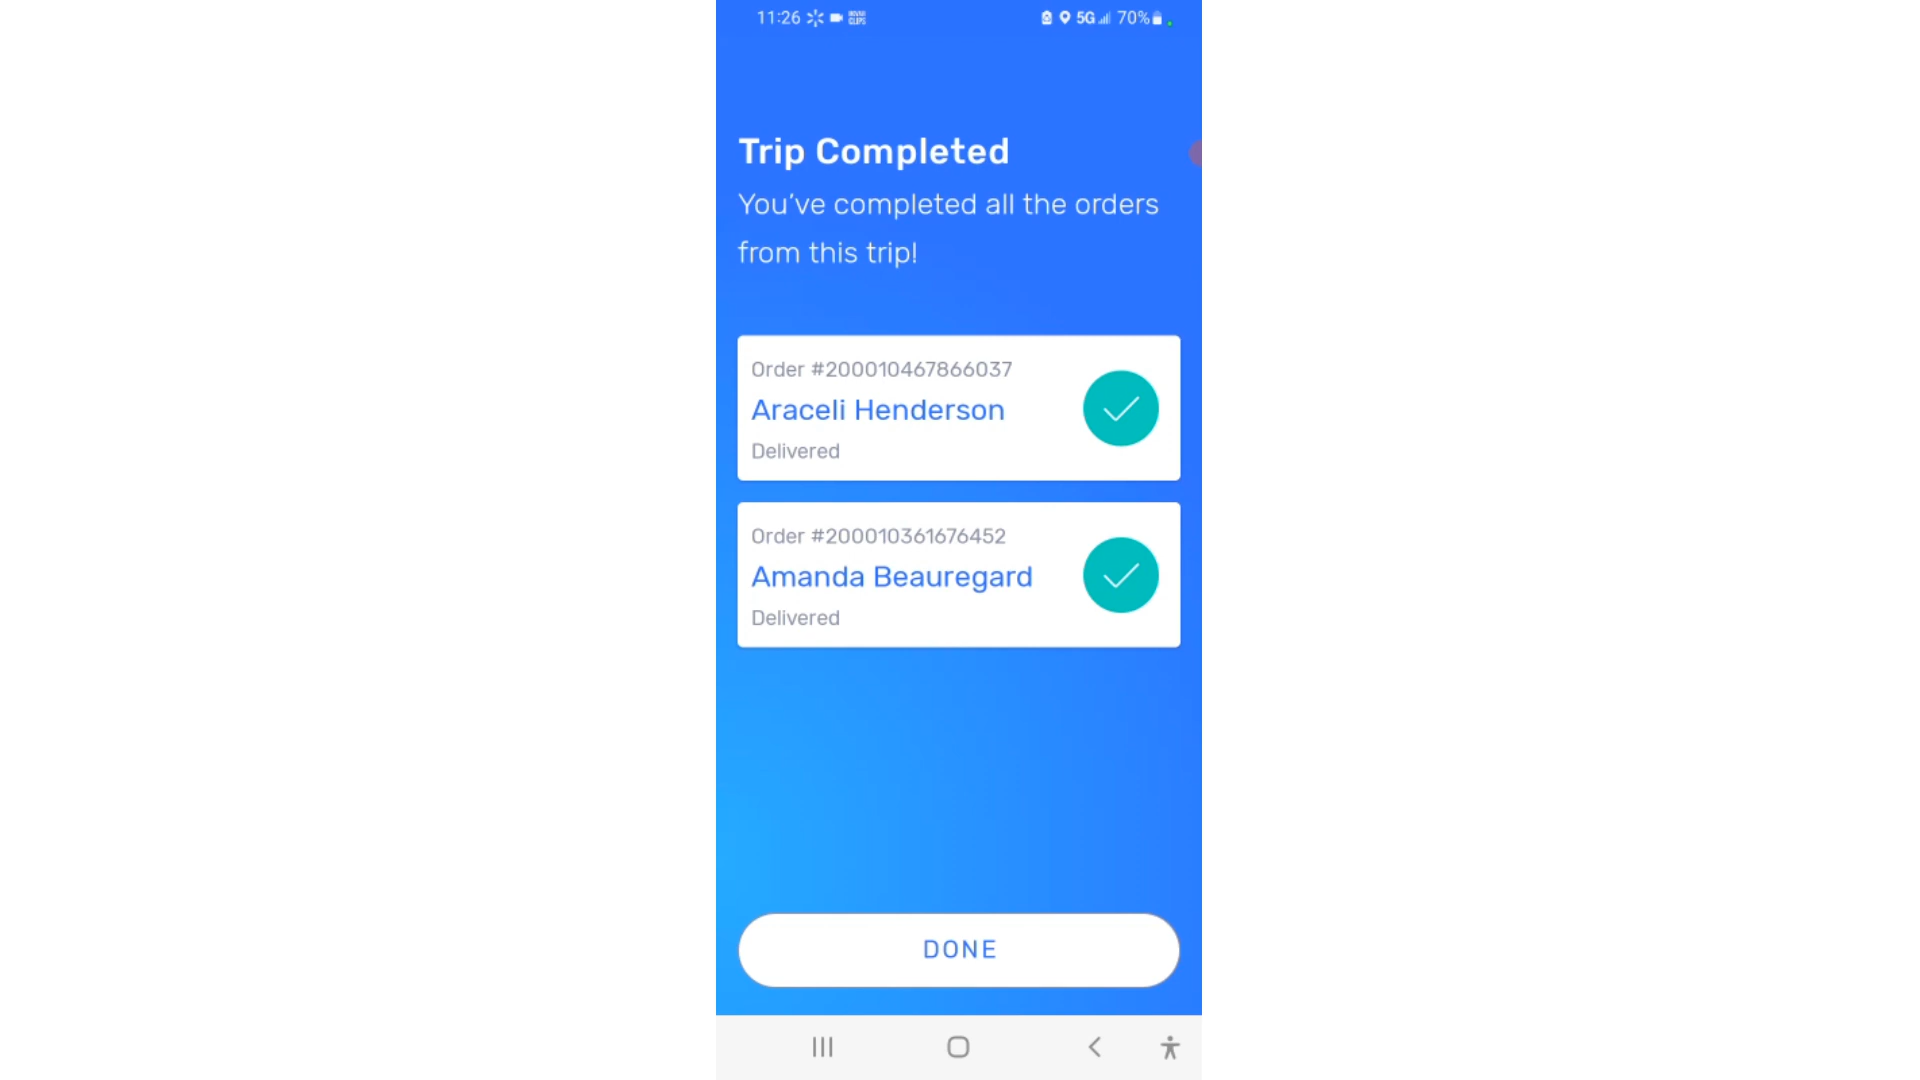 11:26 5G 70%
Trip Completed
You’ve completed all the orders
from this trip!
Order #200010467866037
Araceli Henderson
Delivered
Order #200010361676452
Amanda Beauregard
Delivered
DONE